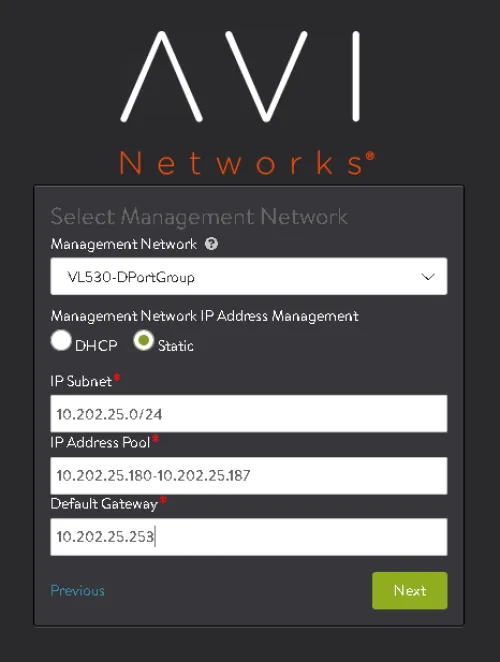 AVI
Networks®
Select Management Network
Management Network ?
VL530-DPortGroup
Management Network IP Address Management
DHCP Static
IP Subnet*
10.202.25.0/24
IP Address Pool*
10.202.25.180-10.202.25.187
Default Gateway*
10.202.25.253
Previous Next